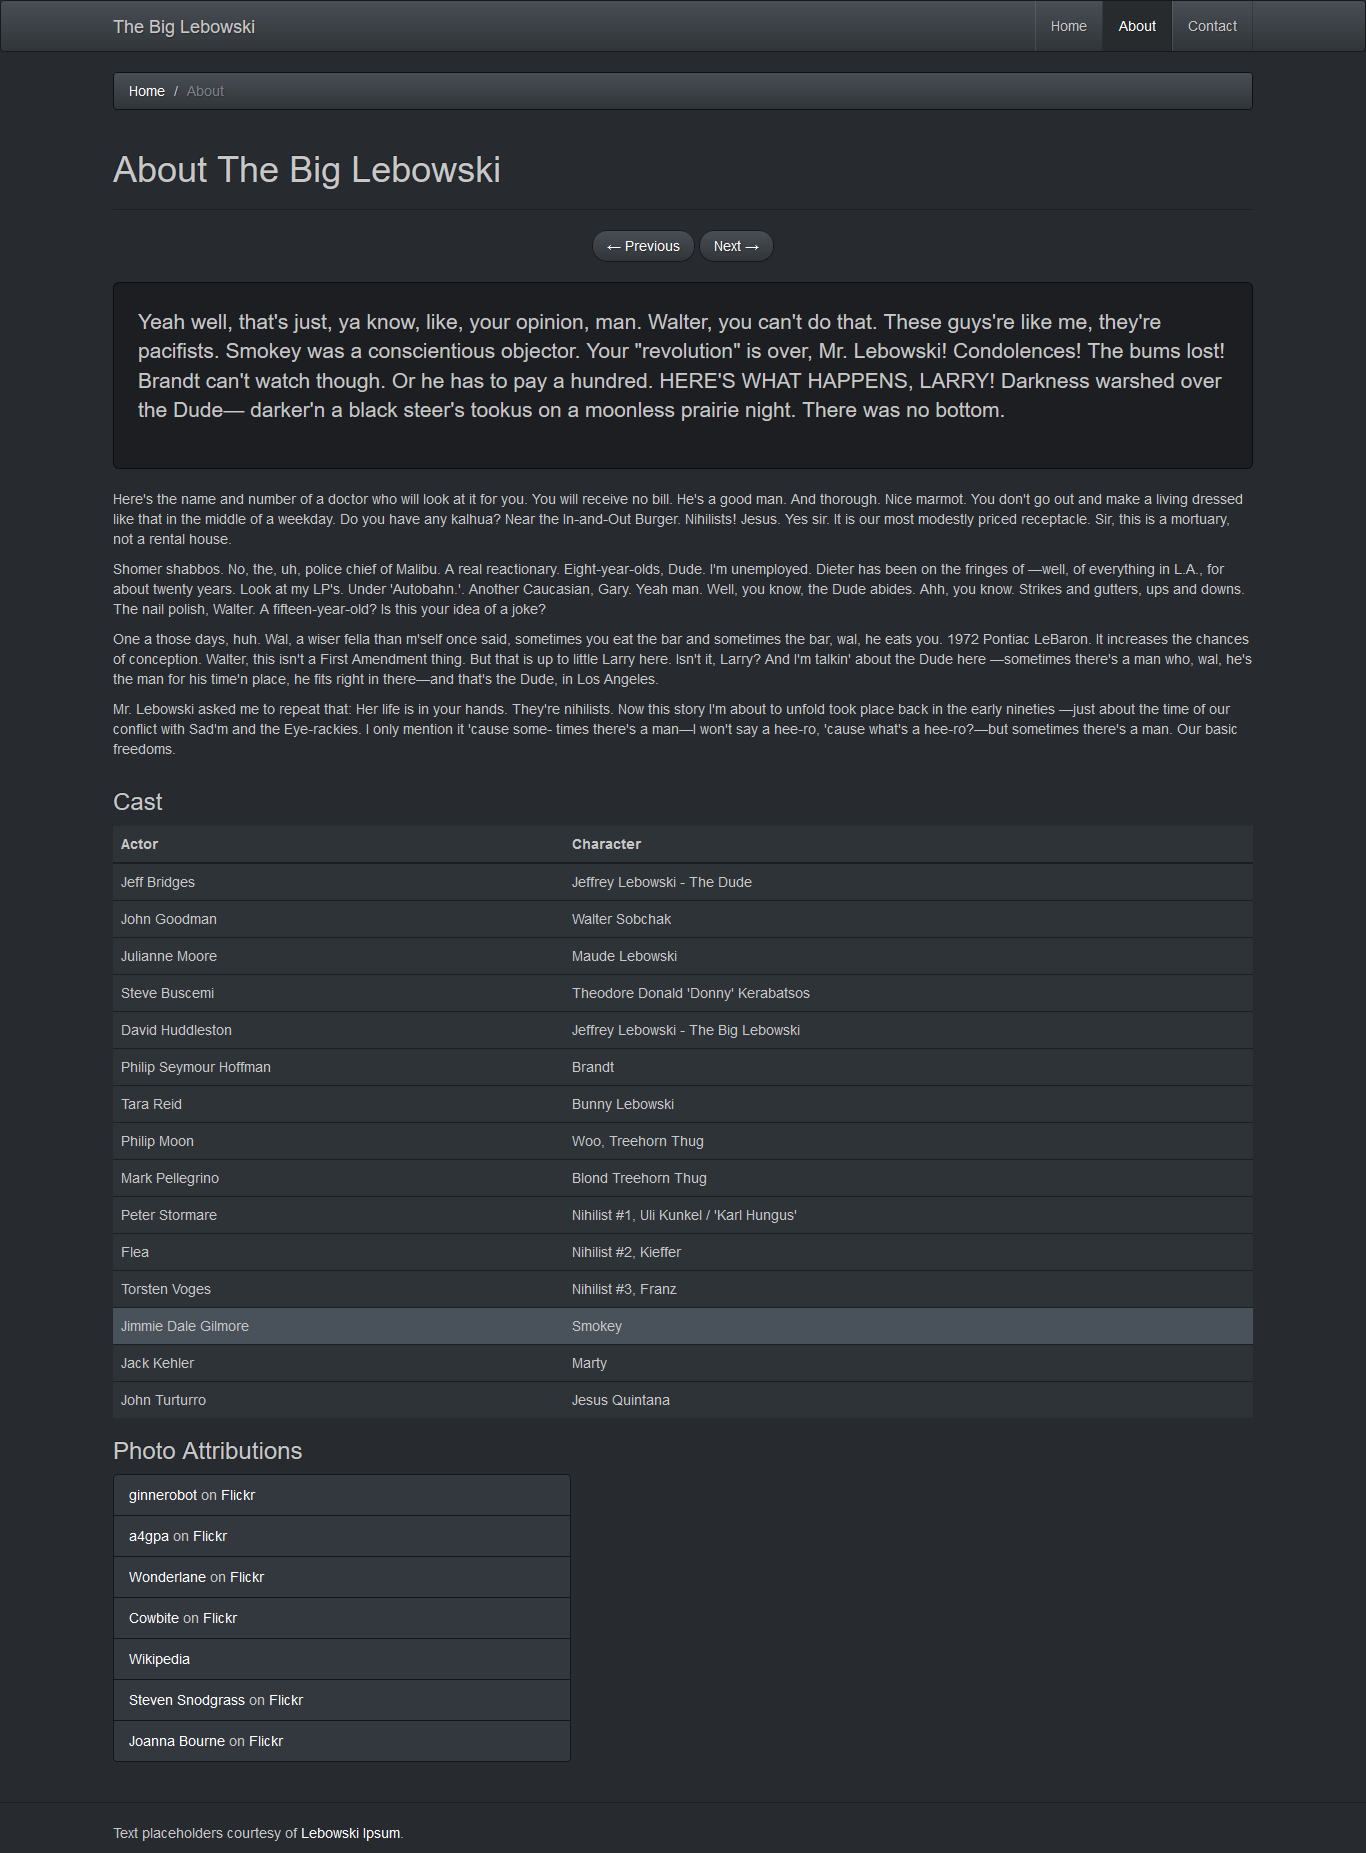 The Big Lebowski
Home
About
Contact
Home / About
About The Big Lebowski
← Previous
Next →
Yeah well, that's just, ya know, like, your opinion, man. Walter, you can't do that. These guys're like me, they're
pacifists. Smokey was a conscientious objector. Your "revolution" is over, Mr. Lebowski! Condolences! The bums lost!
Brandt can't watch though. Or he has to pay a hundred. HERE'S WHAT HAPPENS, LARRY! Darkness warshed over
the Dude— darker'n a black steer's tookus on a moonless prairie night. There was no bottom.
Here's the name and number of a doctor who will look at it for you. You will receive no bill. He's a good man. And thorough. Nice marmot. You don't go out and make a living dressed
like that in the middle of a weekday. Do you have any kalhua? Near the In-and-Out Burger. Nihilists! Jesus. Yes sir. It is our most modestly priced receptacle. Sir, this is a mortuary,
not a rental house.
Shomer shabbos. No, the, uh, police chief of Malibu. A real reactionary. Eight-year-olds, Dude. I'm unemployed. Dieter has been on the fringes of —well, of everything in L.A., for
about twenty years. Look at my LP's. Under 'Autobahn.'. Another Caucasian, Gary. Yeah man. Well, you know, the Dude abides. Ahh, you know. Strikes and gutters, ups and downs.
The nail polish, Walter. A fifteen-year-old? Is this your idea of a joke?
One a those days, huh. Wal, a wiser fella than m'self once said, sometimes you eat the bar and sometimes the bar, wal, he eats you. 1972 Pontiac LeBaron. It increases the chances
of conception. Walter, this isn't a First Amendment thing. But that is up to little Larry here. Isn't it, Larry? And I'm talkin' about the Dude here —sometimes there's a man who, wal, he's
the man for his time'n place, he fits right in there—and that's the Dude, in Los Angeles.
Mr. Lebowski asked me to repeat that: Her life is in your hands. They're nihilists. Now this story I'm about to unfold took place back in the early nineties —just about the time of our
conflict with Sad'm and the Eye-rackies. I only mention it 'cause some- times there's a man—I won't say a hee-ro, 'cause what's a hee-ro?—but sometimes there's a man. Our basic
freedoms.
Cast
Actor Character
Jeff Bridges Jeffrey Lebowski - The Dude
John Goodman Walter Sobchak
Julianne Moore Maude Lebowski
Steve Buscemi Theodore Donald 'Donny' Kerabatsos
David Huddleston Jeffrey Lebowski - The Big Lebowski
Philip Seymour Hoffman Brandt
Tara Reid Bunny Lebowski
Philip Moon Woo, Treehorn Thug
Mark Pellegrino Blond Treehorn Thug
Peter Stormare Nihilist #1, Uli Kunkel / 'Karl Hungus'
Flea Nihilist #2, Kieffer
Torsten Voges Nihilist #3, Franz
Jimmie Dale Gilmore Smokey
Jack Kehler Marty
John Turturro Jesus Quintana
Photo Attributions
ginnerobot on Flickr
a4gpa on Flickr
Wonderlane on Flickr
Cowbite on Flickr
Wikipedia
Steven Snodgrass on Flickr
Joanna Bourne on Flickr
Text placeholders courtesy of Lebowski Ipsum.